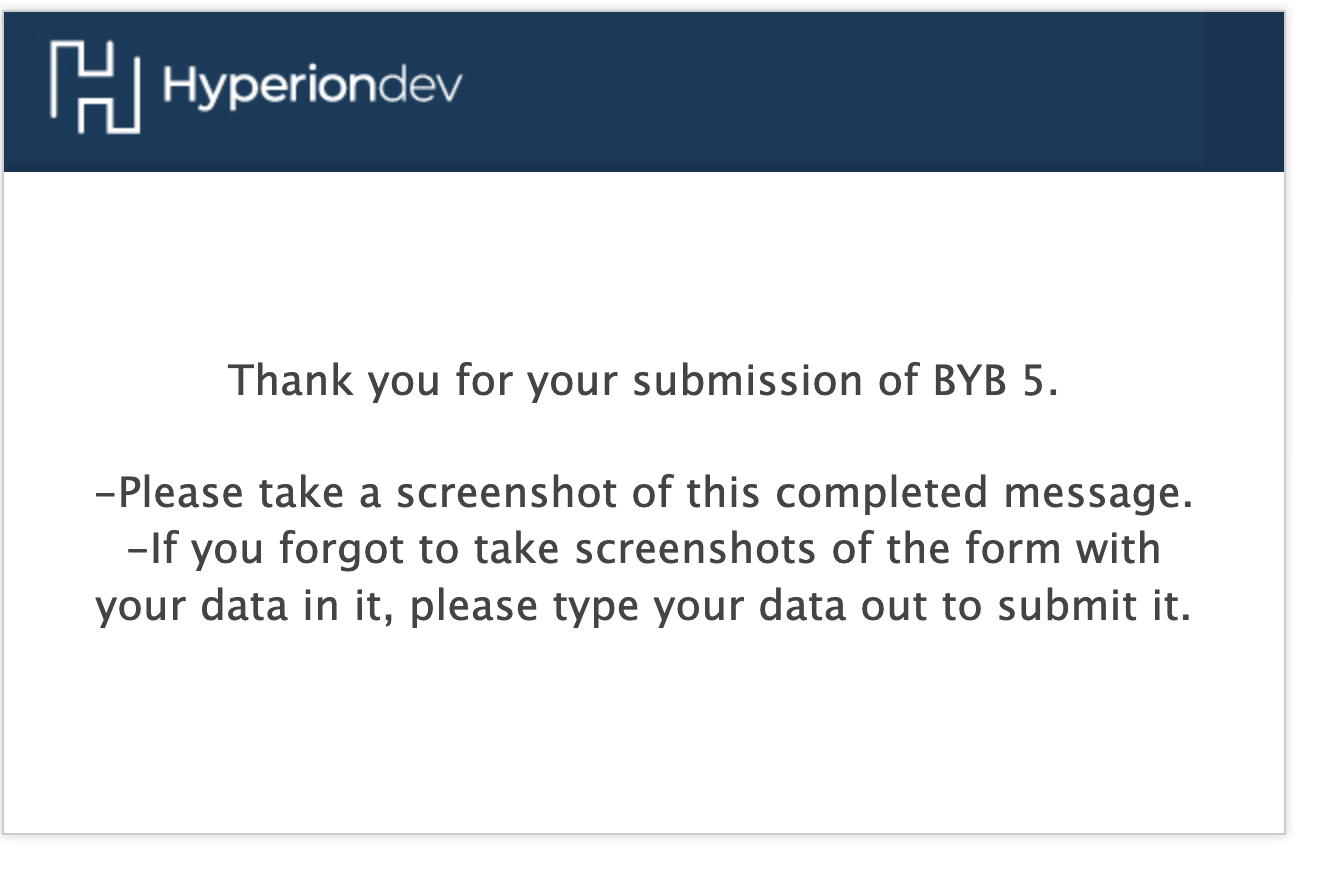 Hyperiondev
Thank you for your submission of BYB 5.
-Please take a screenshot of this completed message.
-If you forgot to take screenshots of the form with
your data in it, please type your data out to submit it.